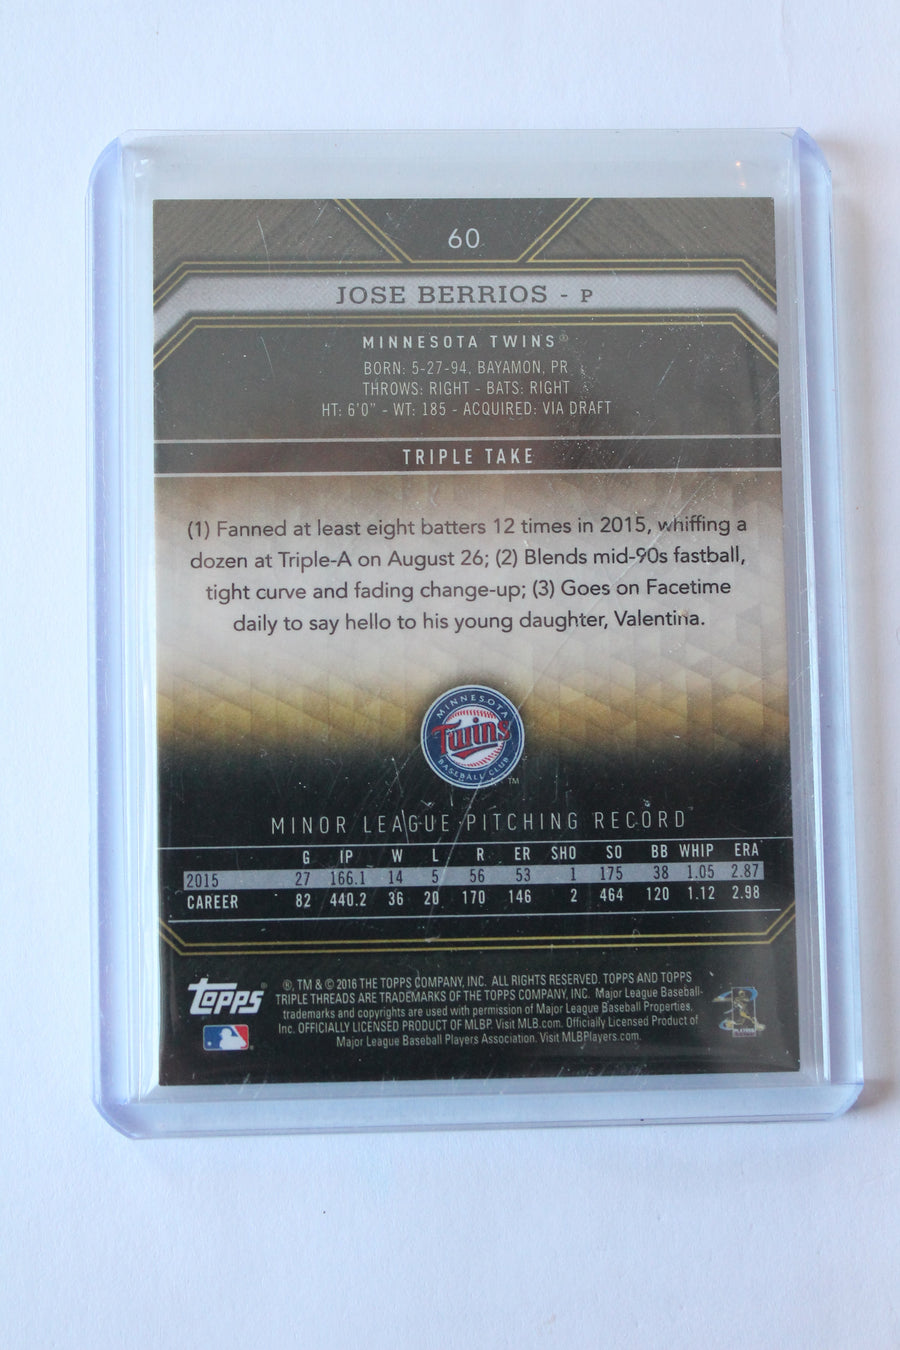 60
JOSE BERRIOS - P
MINNESOTA TWINS®
BORN: 5-27-94, BAYAMON, PR
THROWS: RIGHT - BATS: RIGHT
HT: 6'0" - WT: 185 - ACQUIRED: VIA DRAFT
TRIPLE TAKE
(1) Fanned at least eight batters 12 times in 2015, whiffing a
dozen at Triple-A on August 26; (2) Blends mid-90s fastball,
tight curve and fading change-up; (3) Goes on Facetime
daily to say hello to his young daughter, Valentina.
MINNESOTA
Twins
BASEBALL CLUB
TM
MINOR LEAGUE PITCHING RECORD
G IP W L R ER SHO SO BB WHIP ERA
2015 27 166.1 14 5 56 53 1 175 38 1.05 2.87
CAREER 82 440.2 36 20 170 146 2 464 120 1.12 2.98
Topps®
®, TM & © 2016 THE TOPPS COMPANY, INC. ALL RIGHTS RESERVED. TOPPS AND TOPPS
TRIPLE THREADS ARE TRADEMARKS OF THE TOPPS COMPANY, INC. Major League Baseball
trademarks and copyrights are used with permission of Major League Baseball Properties,
Inc. OFFICIALLY LICENSED PRODUCT OF MLBP. Visit MLB.com. Officially Licensed Product of
Major League Baseball Players Association. Visit MLBPlayers.com.
PLAYERS